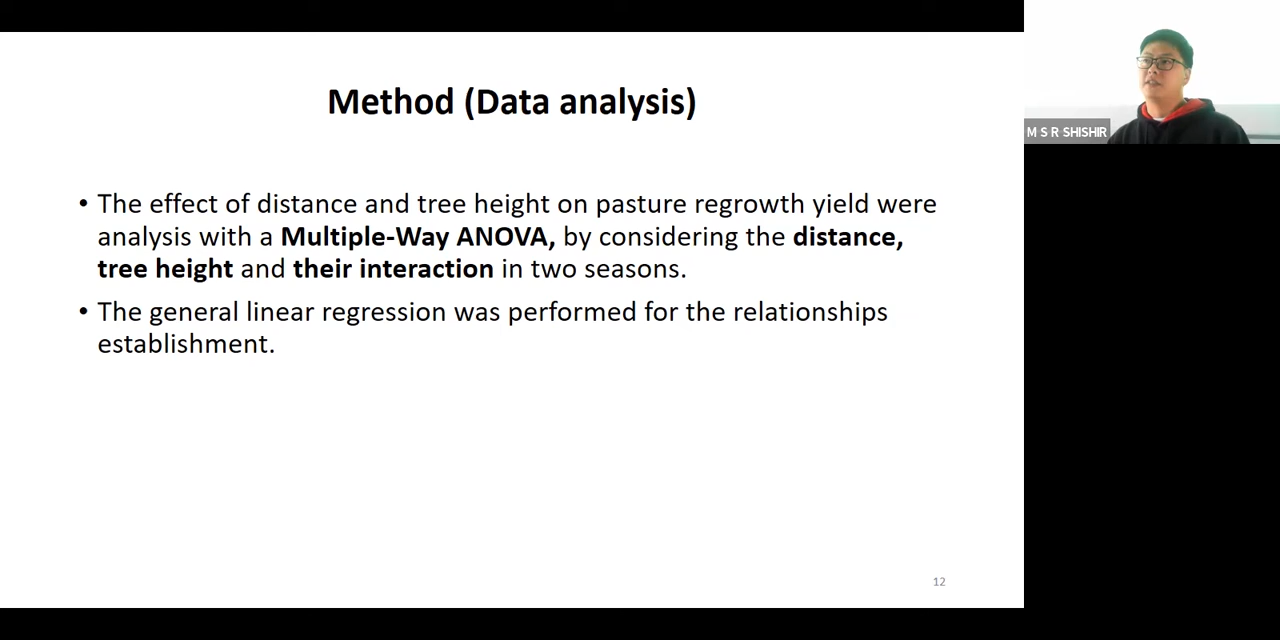 Method (Data analysis)
• The effect of distance and tree height on pasture regrowth yield were
analysis with a Multiple-Way ANOVA, by considering the distance,
tree height and their interaction in two seasons.
• The general linear regression was performed for the relationships
establishment.
12
M S R SHISHIR